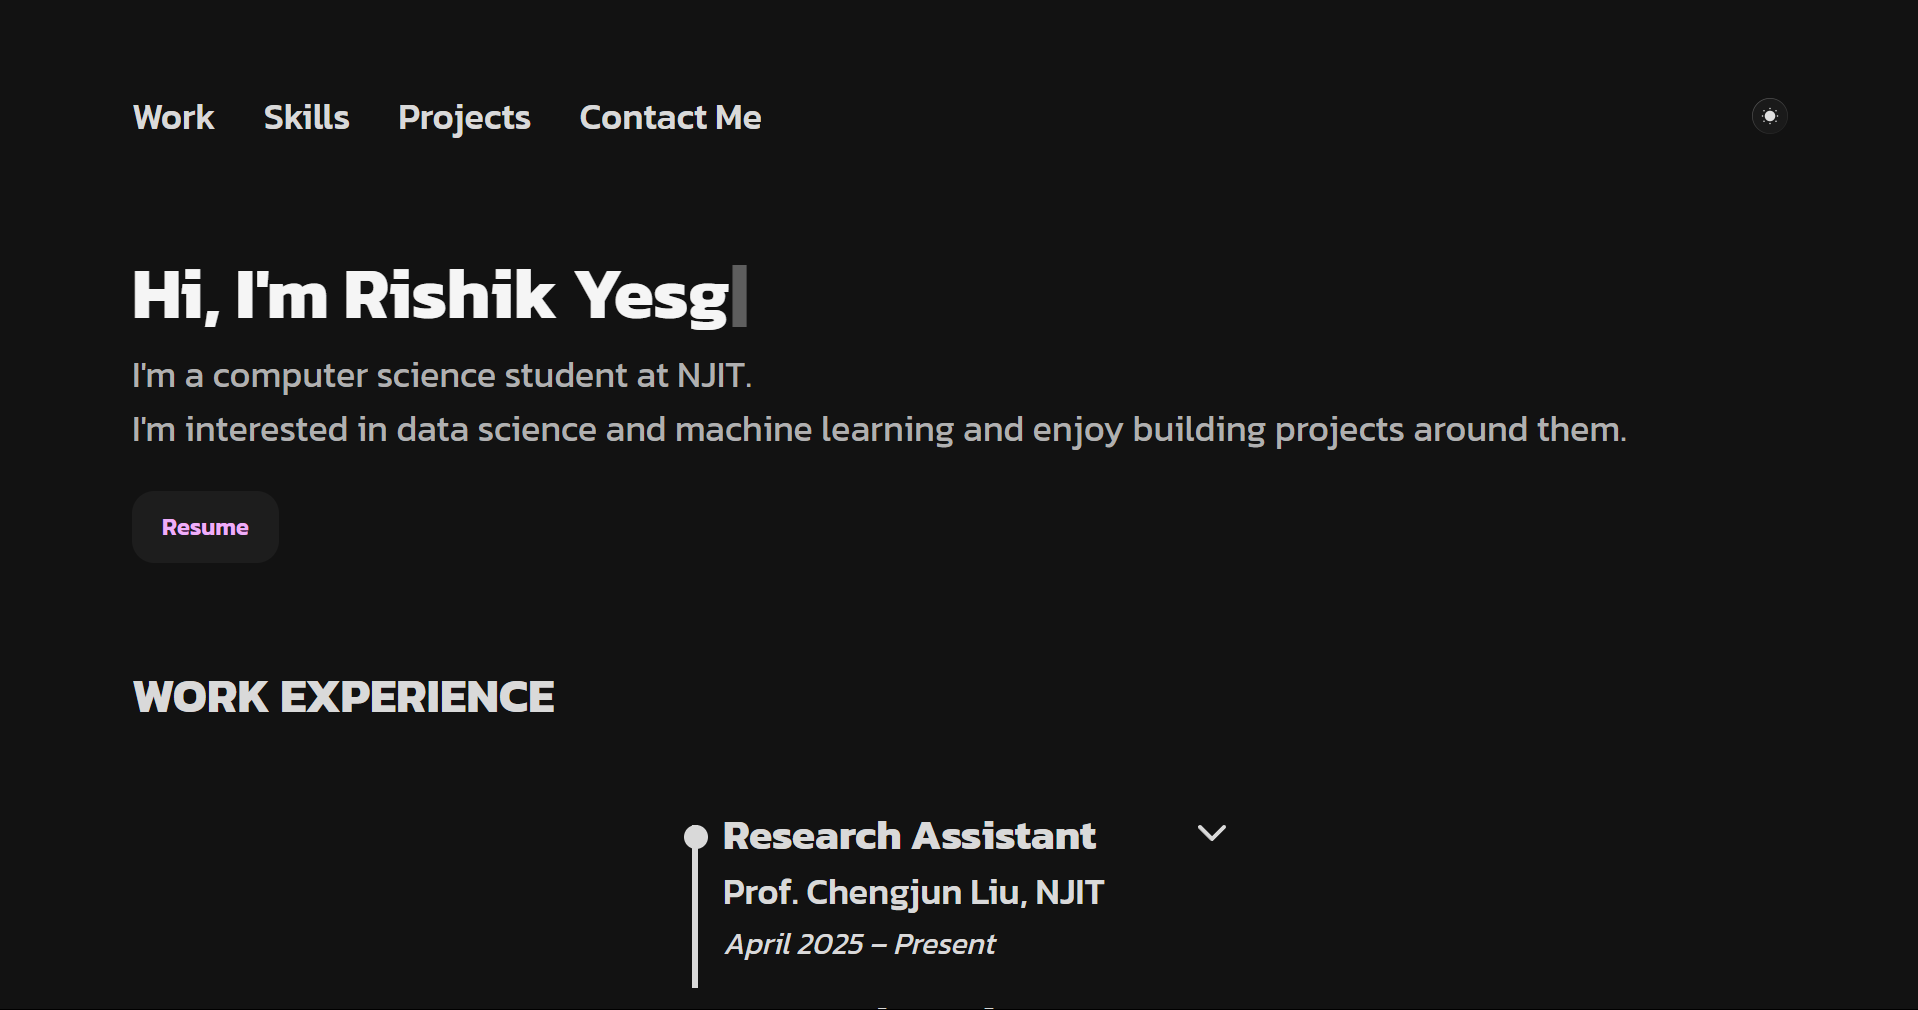 Work Skills Projects Contact Me
Hi, I'm Rishik Yesg
I'm a computer science student at NJIT.
I'm interested in data science and machine learning and enjoy building projects around them.
Resume
WORK EXPERIENCE
Research Assistant
Prof. Chengjun Liu, NJIT
April 2025 – Present